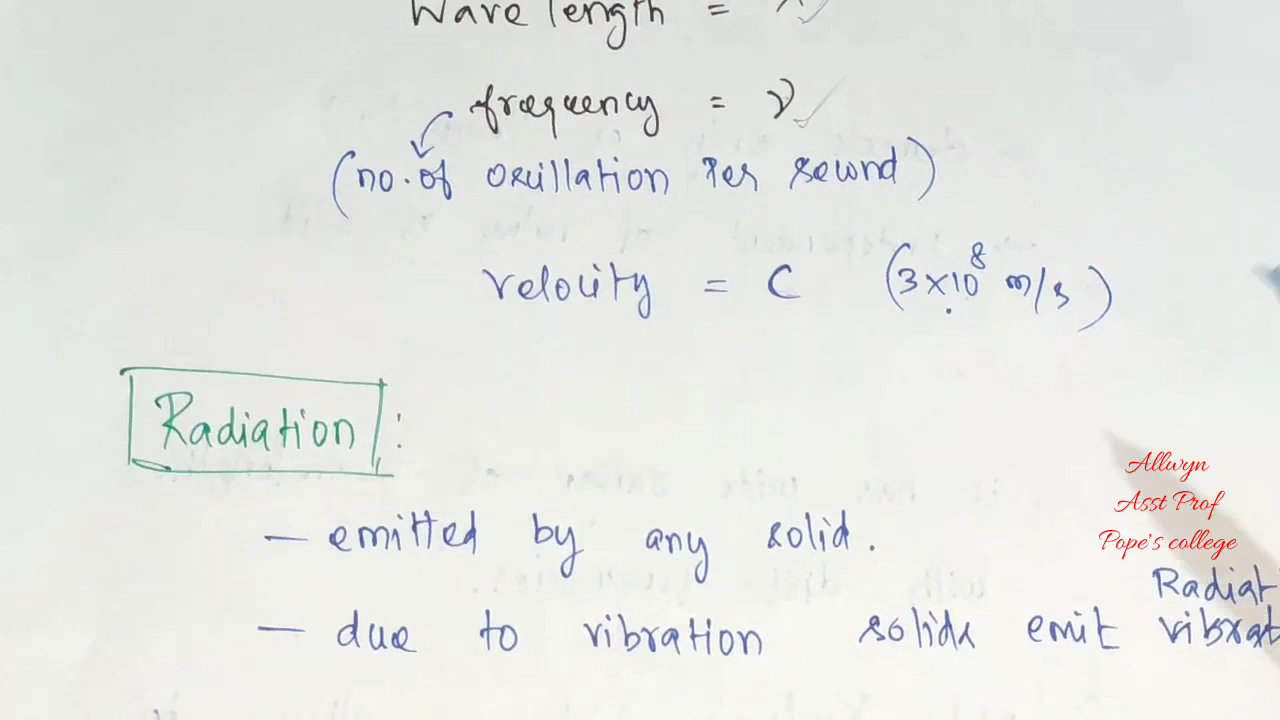 Wave length = λ
frequency = ν
(no. of oscillation per second)
velocity = C (3×10⁸ m/s)
Radiation :
– emitted by any solid.
Radiat
– due to vibration solids emit vibrat
Allwyn
Asst Prof
Pope's college